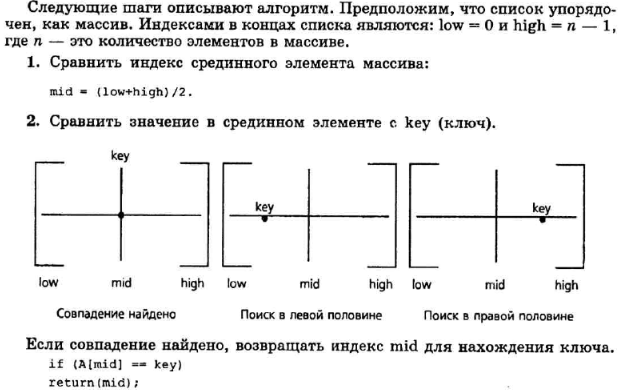 Следующие шаги описывают алгоритм. Предположим, что список упорядо-
чен, как массив. Индексами в концах списка являются: low = 0 и high = n — 1,
где n — это количество элементов в массиве.
1. Сравнить индекс срединного элемента массива:
mid = (low+high)/2.
2. Сравнить значение в срединном элементе с key (ключ).
key
key
key
low mid high low mid high low mid high
Совпадение найдено Поиск в левой половине Поиск в правой половине
Если совпадение найдено, возвращать индекс mid для нахождения ключа.
if (A[mid] == key)
return(mid);